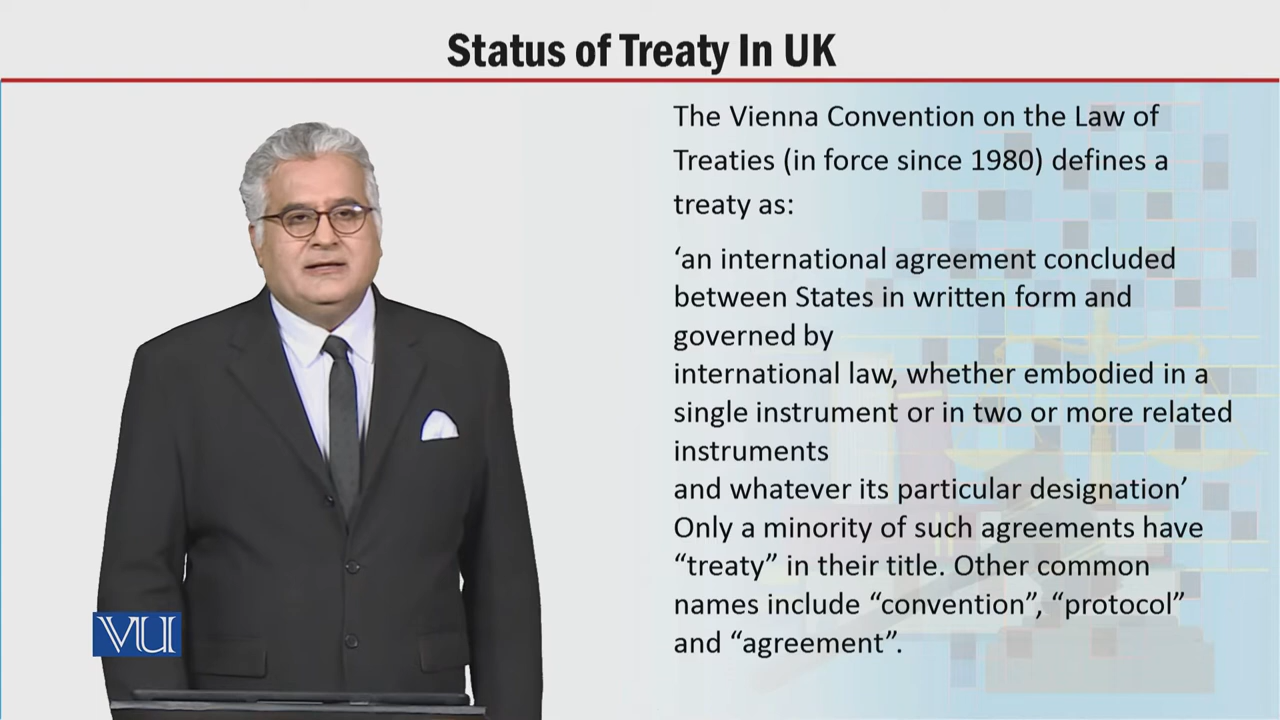 Status of Treaty In UK
The Vienna Convention on the Law of
Treaties (in force since 1980) defines a
treaty as:
‘an international agreement concluded
between States in written form and
governed by
international law, whether embodied in a
single instrument or in two or more related
instruments
and whatever its particular designation’
Only a minority of such agreements have
“treaty” in their title. Other common
names include “convention”, “protocol”
and “agreement”.
VU